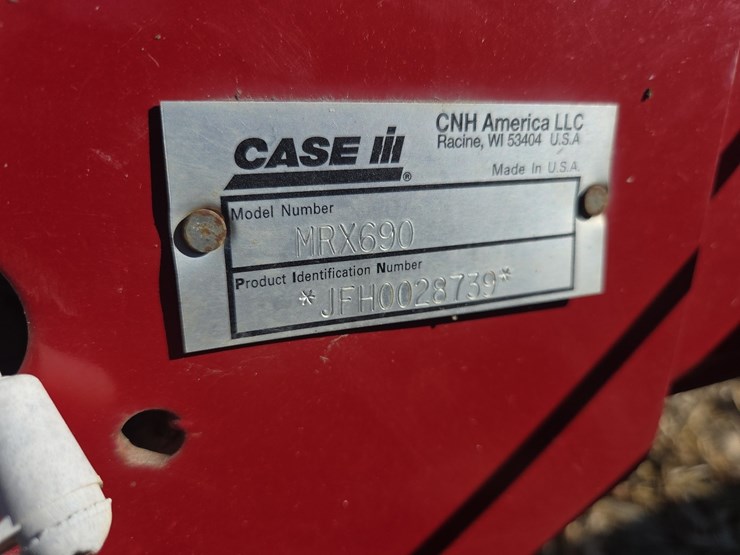 CASE IH®
CNH America LLC
Racine, WI 53404 U.S.A
Made In U.S.A.
Model Number
MRX690
Product Identification Number
*JFH0028739*